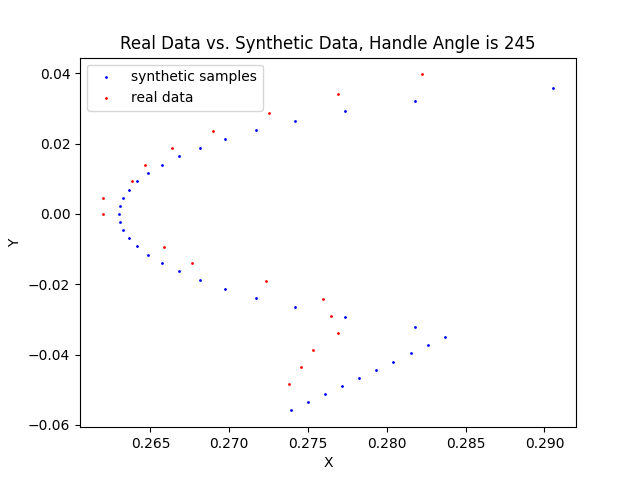 Real Data vs. Synthetic Data, Handle Angle is 245
synthetic samples
real data
0.04
0.02
0.00
−0.02
−0.04
−0.06
Y
0.265 0.270 0.275 0.280 0.285 0.290
X